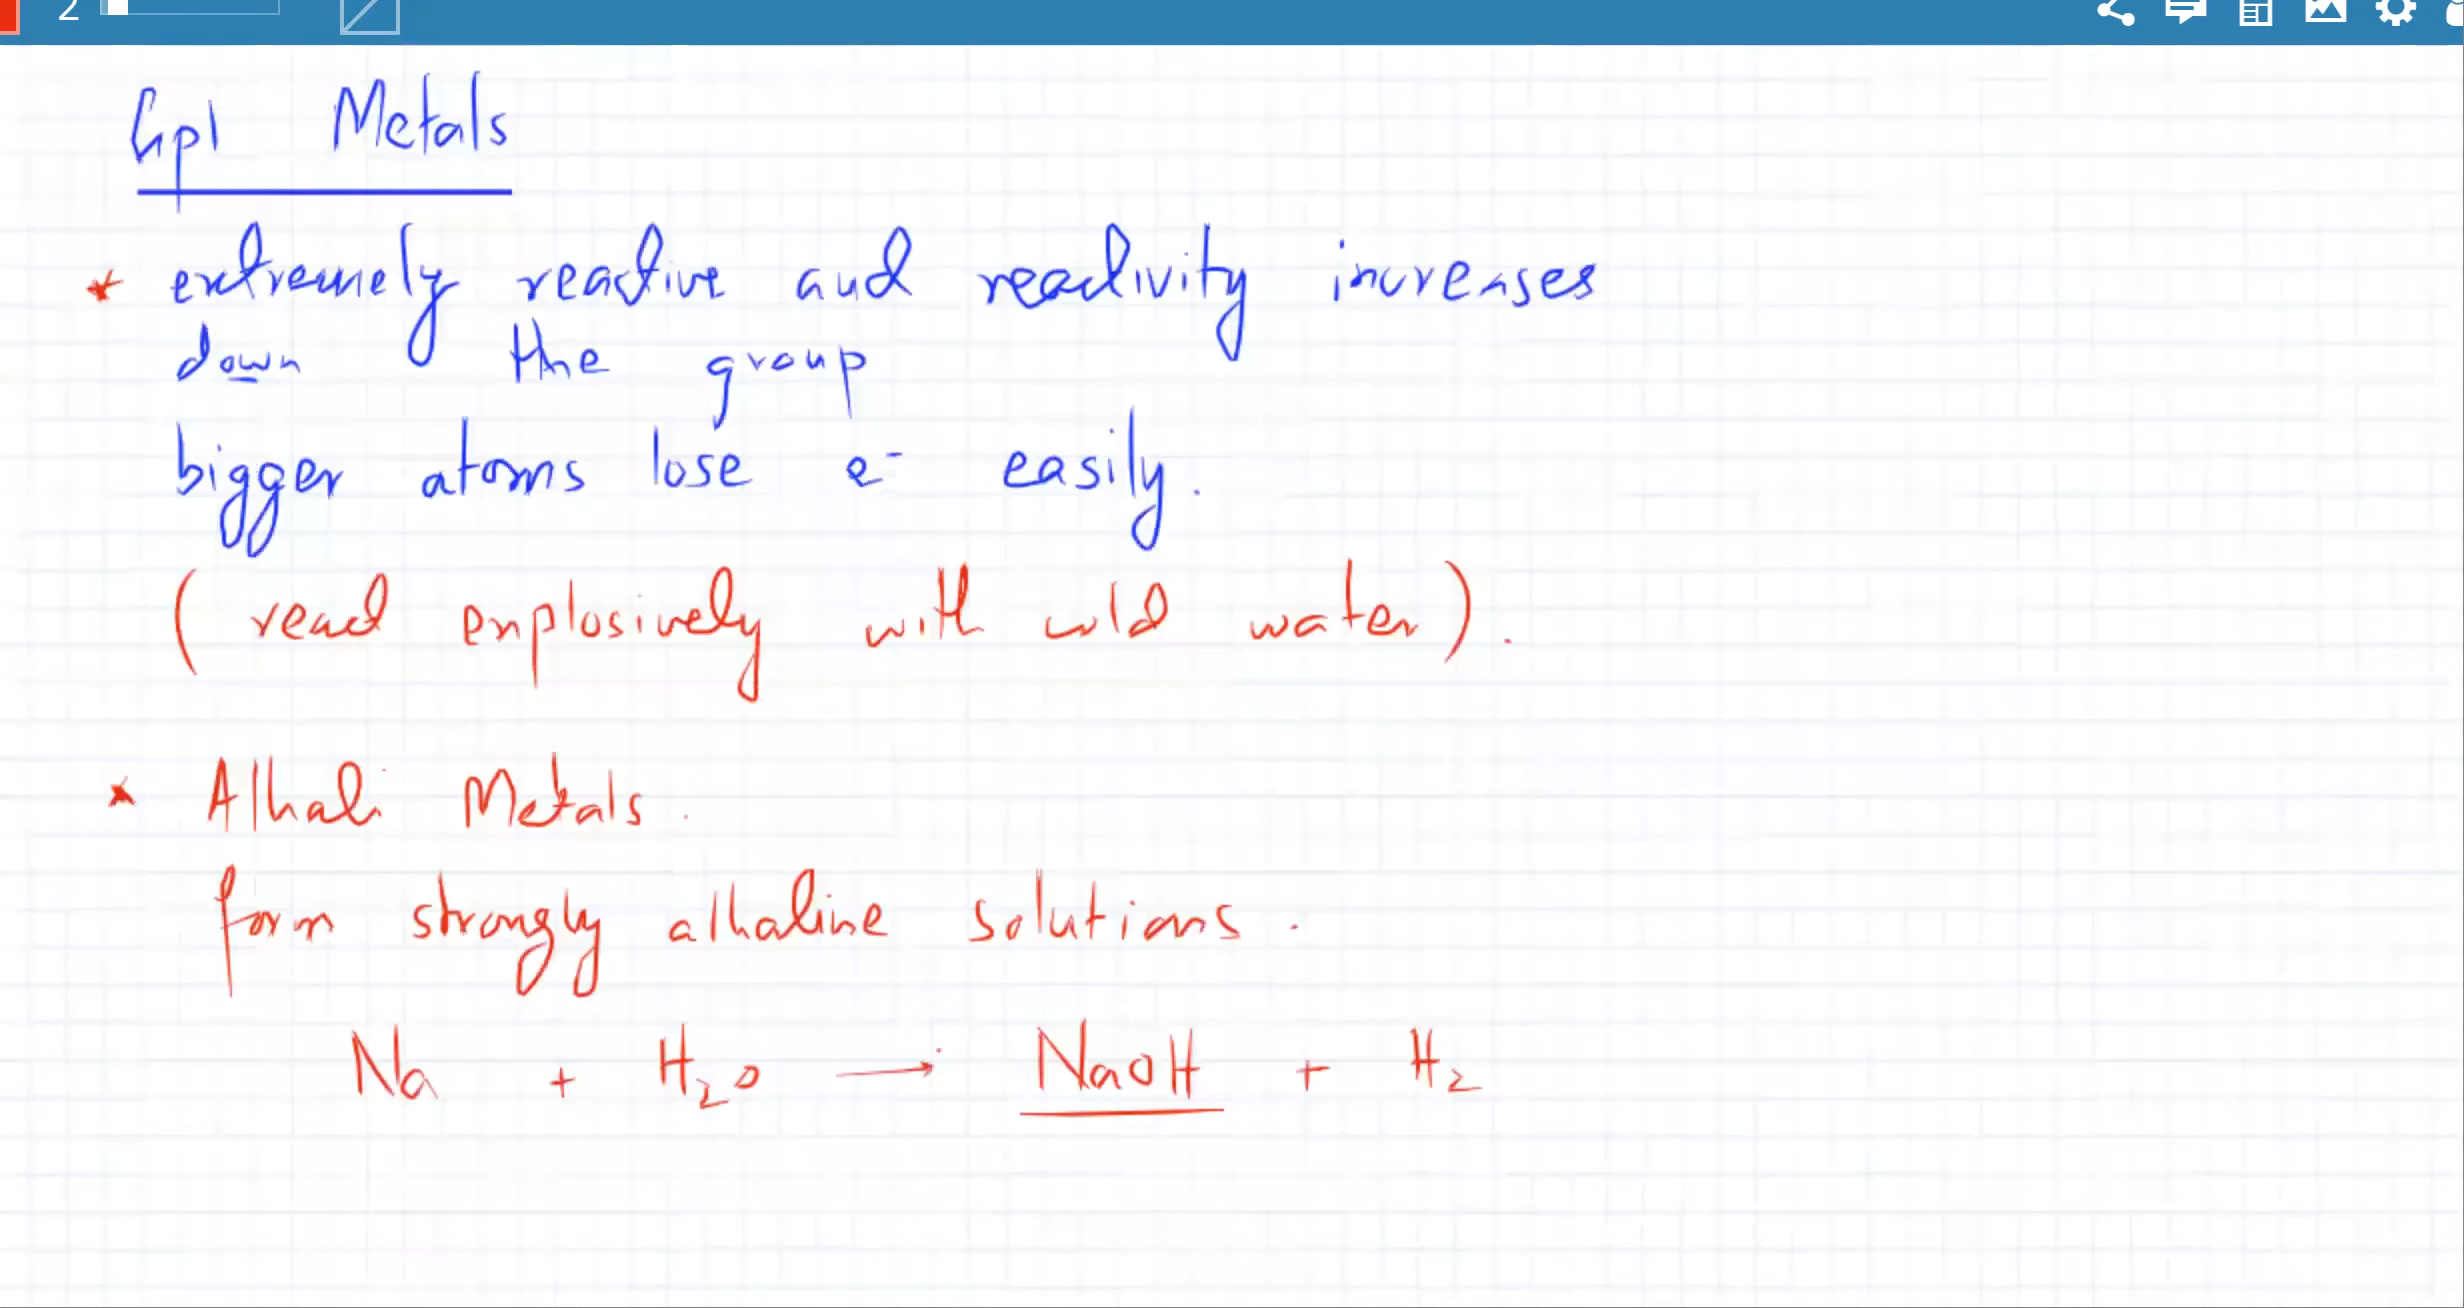 2
Gp1 Metals
* extremely reactive and reactivity increases
down the group
bigger atoms lose e- easily.
( react explosively with cold water ).
* Alkali Metals.
form strongly alkaline solutions.
Na + H₂O → NaOH + H₂